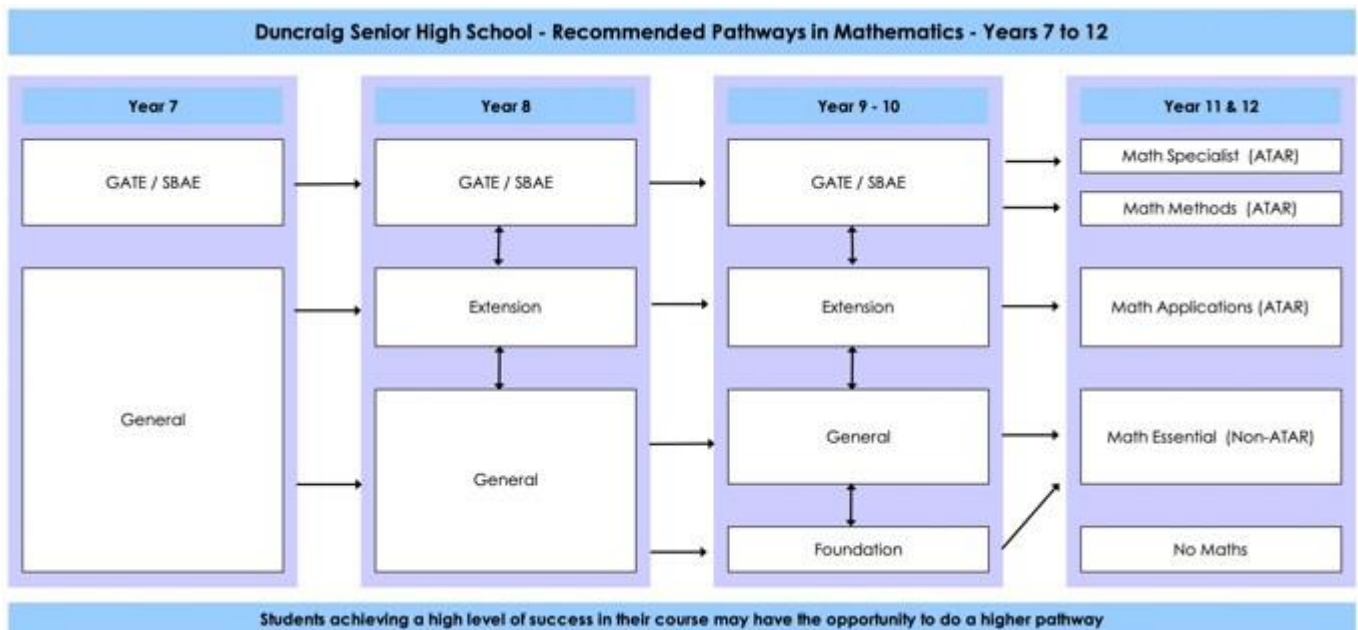 Duncraig Senior High School - Recommended Pathways in Mathematics - Years 7 to 12
Year 7
GATE / SBAE
General
Year 8
GATE / SBAE
Extension
General
Year 9 - 10
GATE / SBAE
Extension
General
Foundation
Year 11 & 12
Math Specialist (ATAR)
Math Methods (ATAR)
Math Applications (ATAR)
Math Essential (Non-ATAR)
No Maths
Students achieving a high level of success in their course may have the opportunity to do a higher pathway